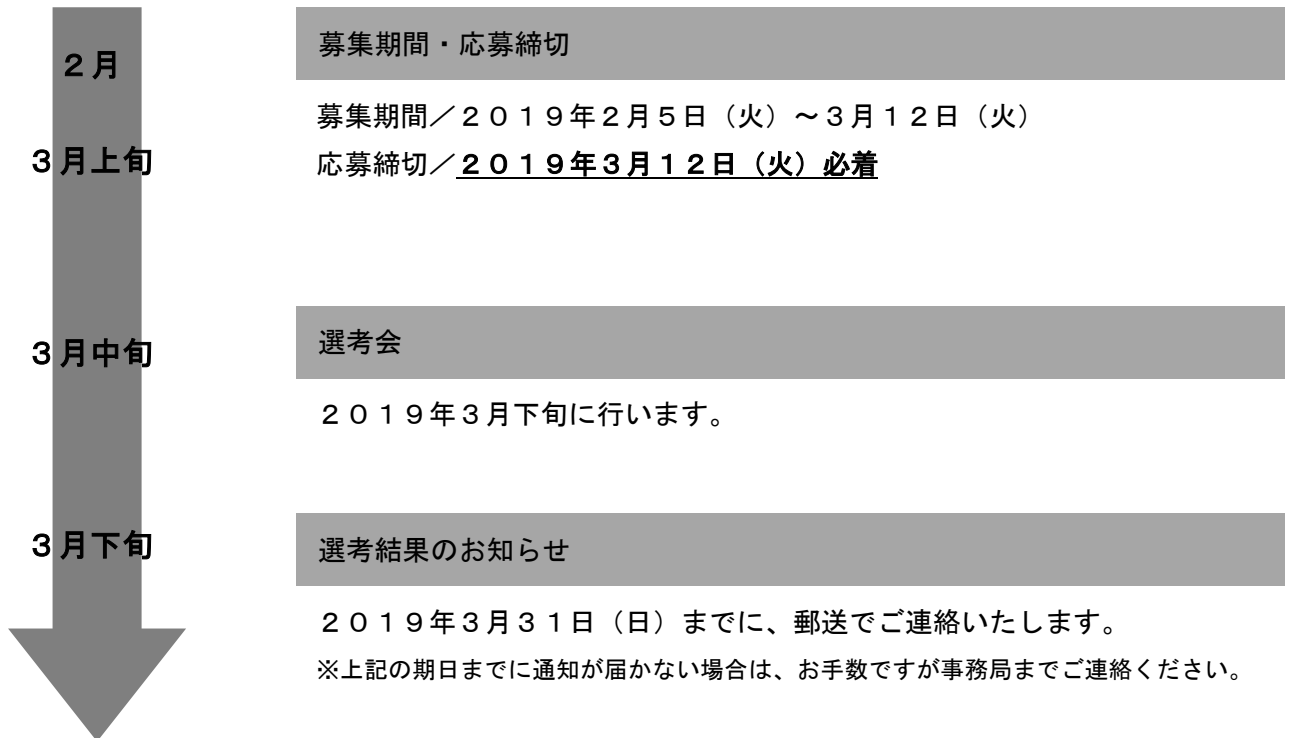 ２月
募集期間・応募締切
募集期間／２０１９年２月５日（火）～３月１２日（火）
３月上旬
応募締切／２０１９年３月１２日（火）必着
３月中旬
選考会
２０１９年３月下旬に行います。
３月下旬
選考結果のお知らせ
２０１９年３月３１日（日）までに、郵送でご連絡いたします。
※上記の期日までに通知が届かない場合は、お手数ですが事務局までご連絡ください。